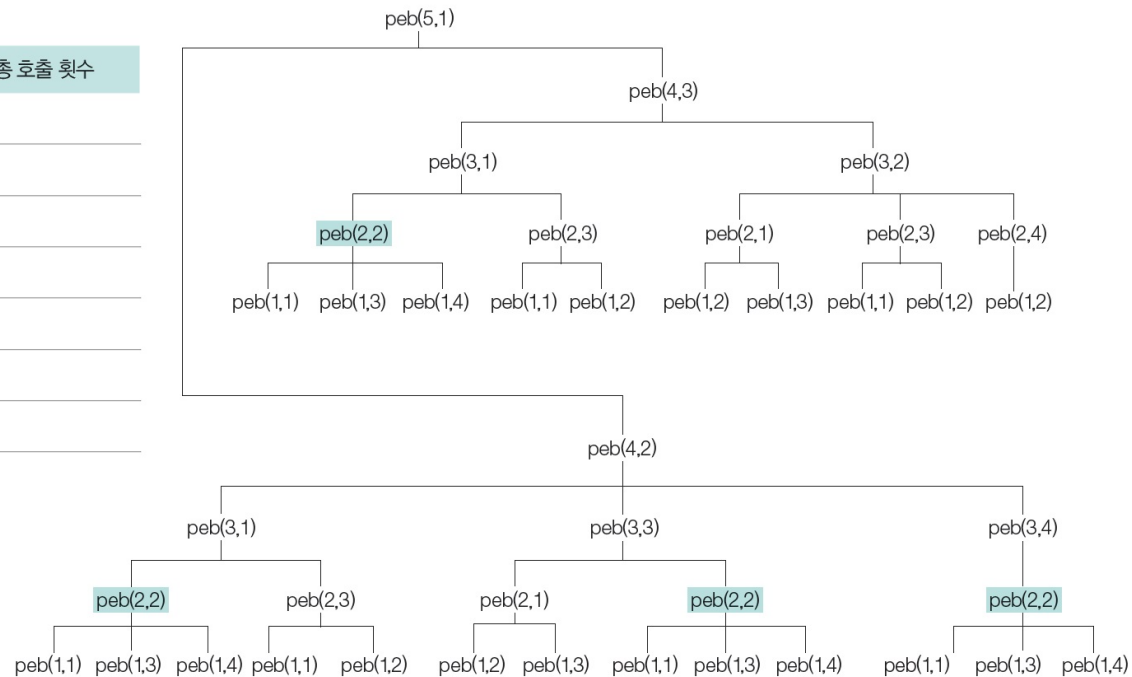 peb(5,1)
총 호출 횟수
peb(4,3)
peb(3,1) peb(3,2)
peb(2,2) peb(2,3) peb(2,1) peb(2,3) peb(2,4)
peb(1,1) peb(1,3) peb(1,4) peb(1,1) peb(1,2) peb(1,2) peb(1,3) peb(1,1) peb(1,2) peb(1,2)
peb(4,2)
peb(3,1) peb(3,3) peb(3,4)
peb(2,2) peb(2,3) peb(2,1) peb(2,2) peb(2,2)
peb(1,1) peb(1,3) peb(1,4) peb(1,1) peb(1,2) peb(1,2) peb(1,3) peb(1,1) peb(1,3) peb(1,4) peb(1,1) peb(1,3) peb(1,4)